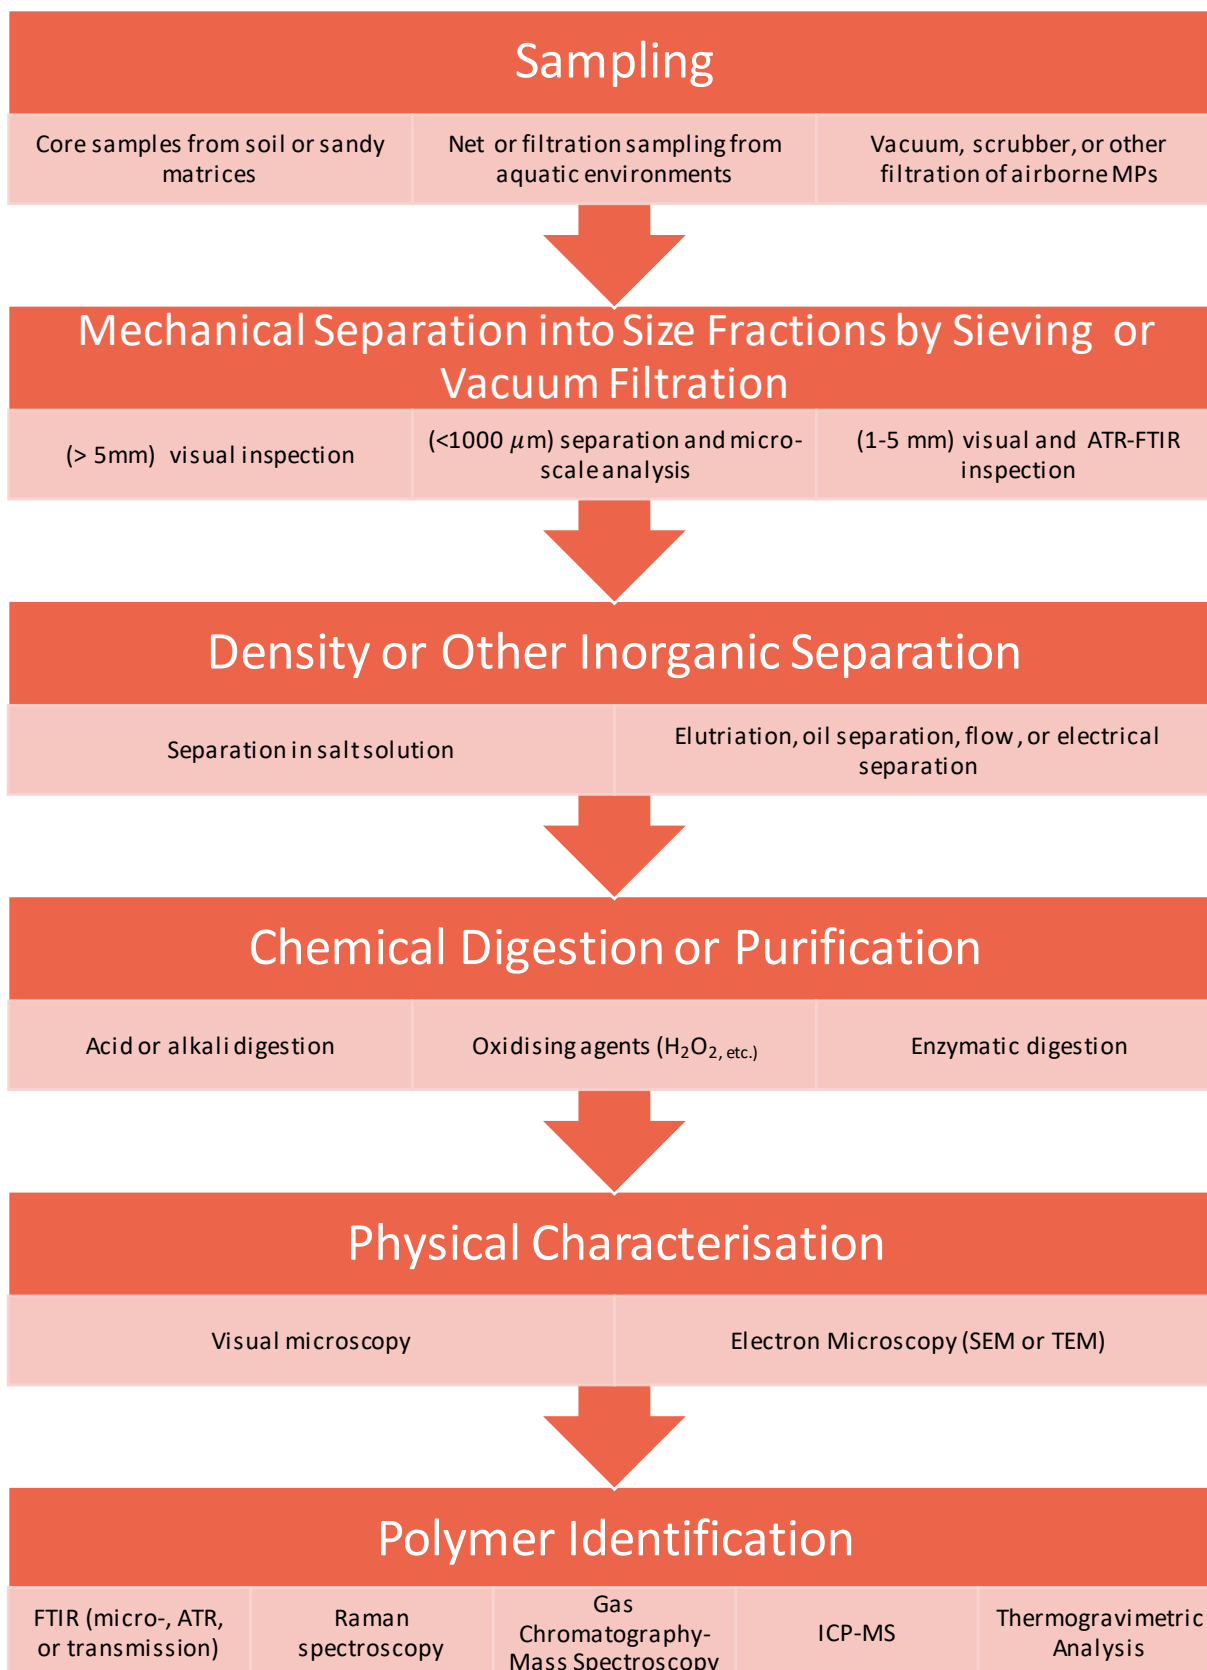 Sampling
Core samples from soil or sandy
matrices
Net or filtration sampling from
aquatic environments
Vacuum, scrubber, or other
filtration of airborne MPs
Mechanical Separation into Size Fractions by Sieving or
Vacuum Filtration
(> 5mm) visual inspection
(<1000 𝜇m) separation and micro-
scale analysis
(1-5 mm) visual and ATR-FTIR
inspection
Density or Other Inorganic Separation
Separation in salt solution
Elutriation, oil separation, flow, or electrical
separation
Chemical Digestion or Purification
Acid or alkali digestion
Oxidising agents (H₂O₂, etc.)
Enzymatic digestion
Physical Characterisation
Visual microscopy
Electron Microscopy (SEM or TEM)
Polymer Identification
FTIR (micro-, ATR,
or transmission)
Raman
spectroscopy
Gas
Chromatography-
Mass Spectroscopy
ICP-MS
Thermogravimetric
Analysis